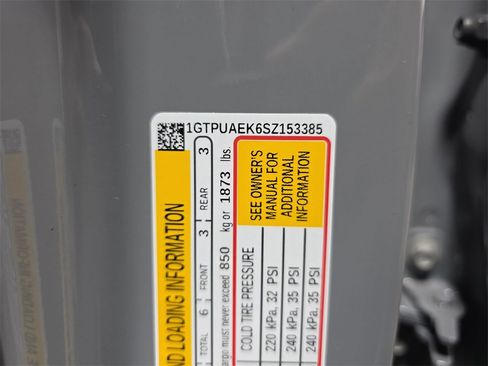 1GTPUAEK6SZ153385
ND LOADING INFORMATION
TOTAL 6 FRONT 3 REAR 3
cargo must never exceed 850 kg or 1873 lbs.
COLD TIRE PRESSURE
220 kPa, 32 PSI
240 kPa, 35 PSI
240 kPa, 35 PSI
SEE OWNER'S
MANUAL FOR
ADDITIONAL
INFORMATION